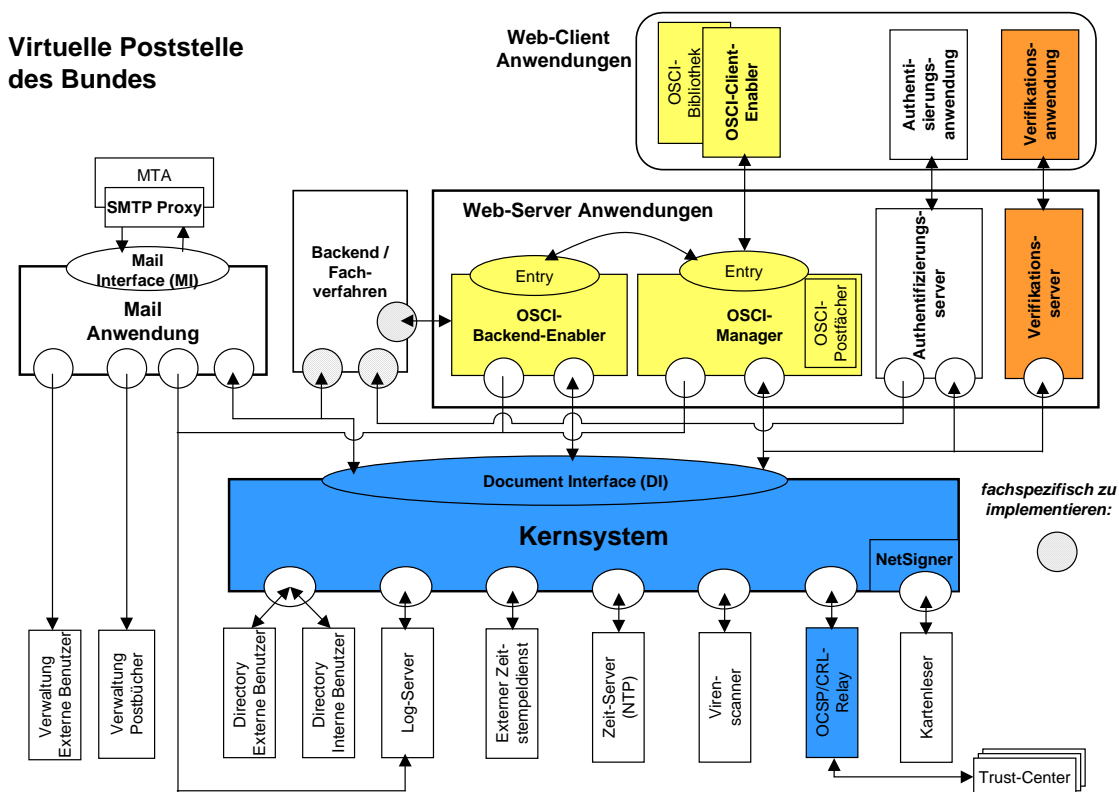 Virtuelle Poststelle
des Bundes
Web-Client
Anwendungen
OSCI-
Bibliothek
OSCI-Client-
Enabler
Authenti-
sierungs-
anwendung
Verifikations-
anwendung
MTA
SMTP Proxy
Mail
Interface (MI)
Mail
Anwendung
Backend /
Fach-
verfahren
Web-Server Anwendungen
Entry
OSCI-
Backend-Enabler
Entry
OSCI-
Manager
OSCI-
Postfächer
Authentifizierungs-
server
Verifikations-
server
Document Interface (DI)
Kernsystem
NetSigner
fachspezifisch zu
implementieren:
Verwaltung
Externe Benutzer
Verwaltung
Postbücher
Directory
Externe Benutzer
Directory
Interne Benutzer
Log-Server
Externer Zeit-
stempeldienst
Zeit-Server
(NTP)
Viren-
scanner
OCSP/CRL-
Relay
Kartenleser
Trust-Center